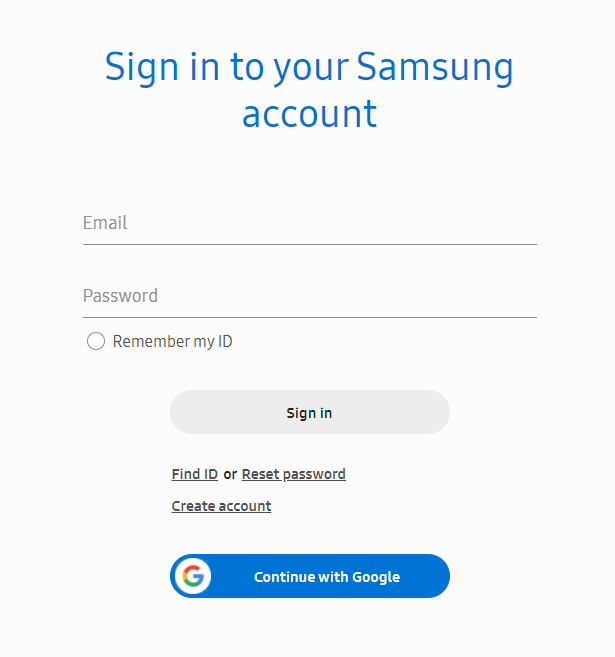 Sign in to your Samsung
account
Email
Password
Remember my ID
Sign in
Find ID or Reset password
Create account
Continue with Google